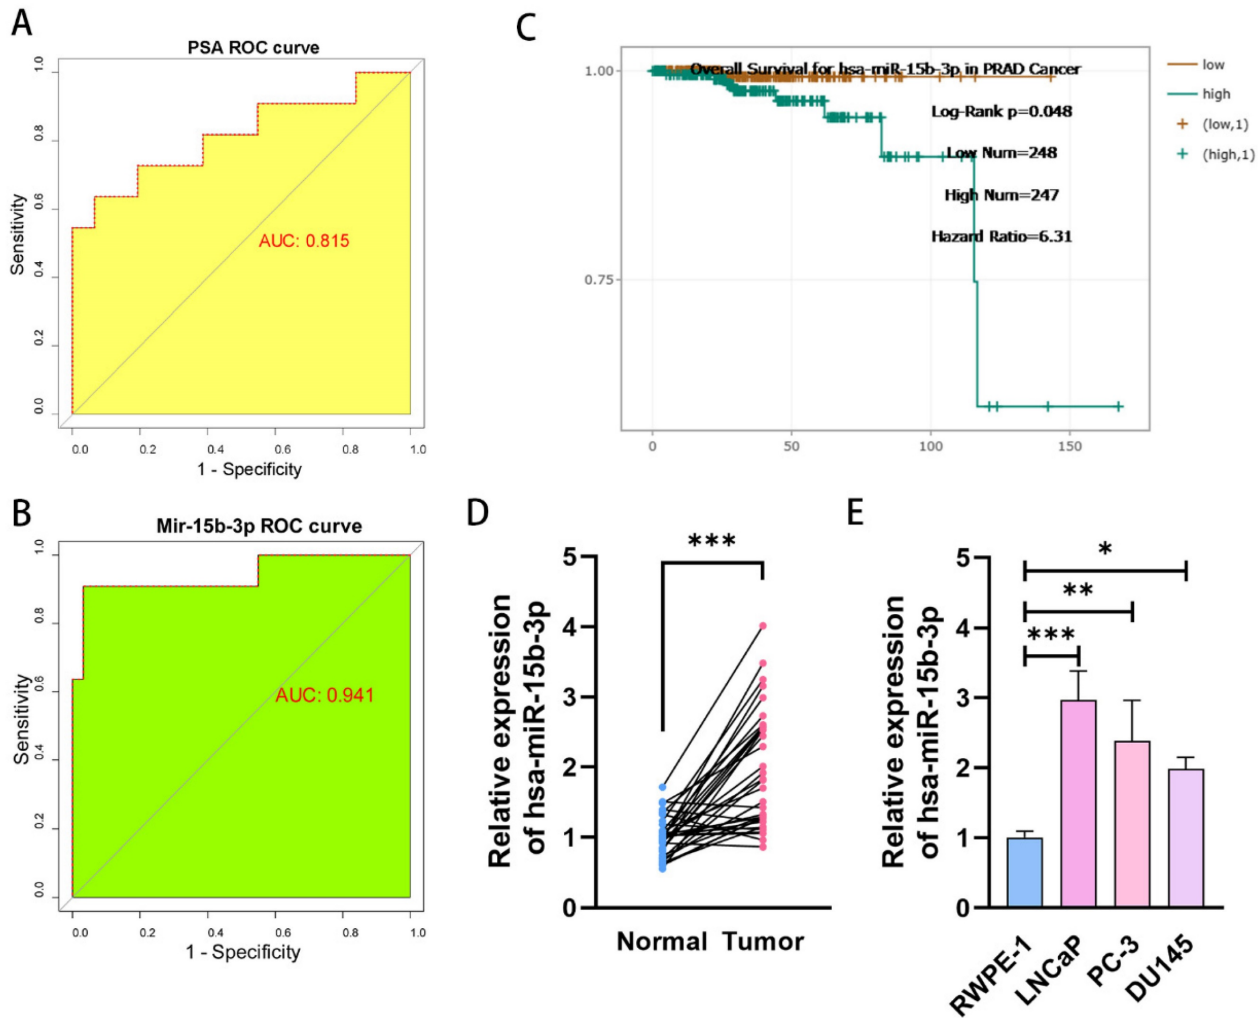 A
PSA ROC curve
Sensitivity
1.0
0.8
0.6
0.4
0.2
0.0
AUC: 0.815
0.0 0.2 0.4 0.6 0.8 1.0
1 - Specificity
B
Mir-15b-3p ROC curve
Sensitivity
1.0
0.8
0.6
0.4
0.2
0.0
AUC: 0.941
0.0 0.2 0.4 0.6 0.8 1.0
1 - Specificity
C
Overall Survival for hsa-miR-15b-3p in PRAD Cancer
Log-Rank p=0.048
Low Num=248
High Num=247
Hazard Ratio=6.31
1.00
0.75
0 50 100 150
low
high
(low,1)
(high,1)
D
Relative expression
of hsa-miR-15b-3p
5
4
3
2
1
0
***
Normal Tumor
E
Relative expression
of hsa-miR-15b-3p
5
4
3
2
1
0
*
**
***
RWPE-1
LNCaP
PC-3
DU145